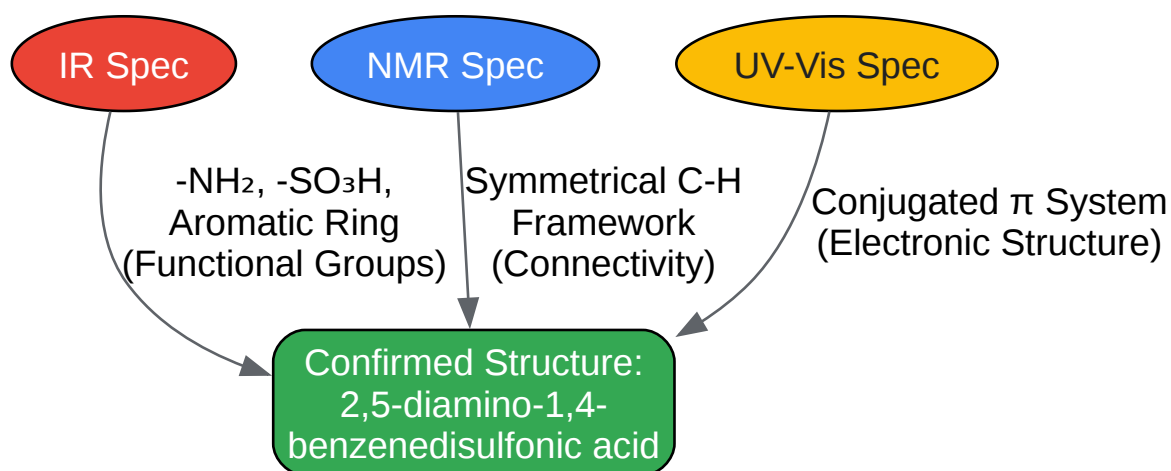 IR Spec
NMR Spec
UV-Vis Spec
-NH₂, -SO₃H,
Aromatic Ring
(Functional Groups)
Symmetrical C-H
Framework
(Connectivity)
Conjugated π System
(Electronic Structure)
Confirmed Structure:
2,5-diamino-1,4-
benzenedisulfonic acid